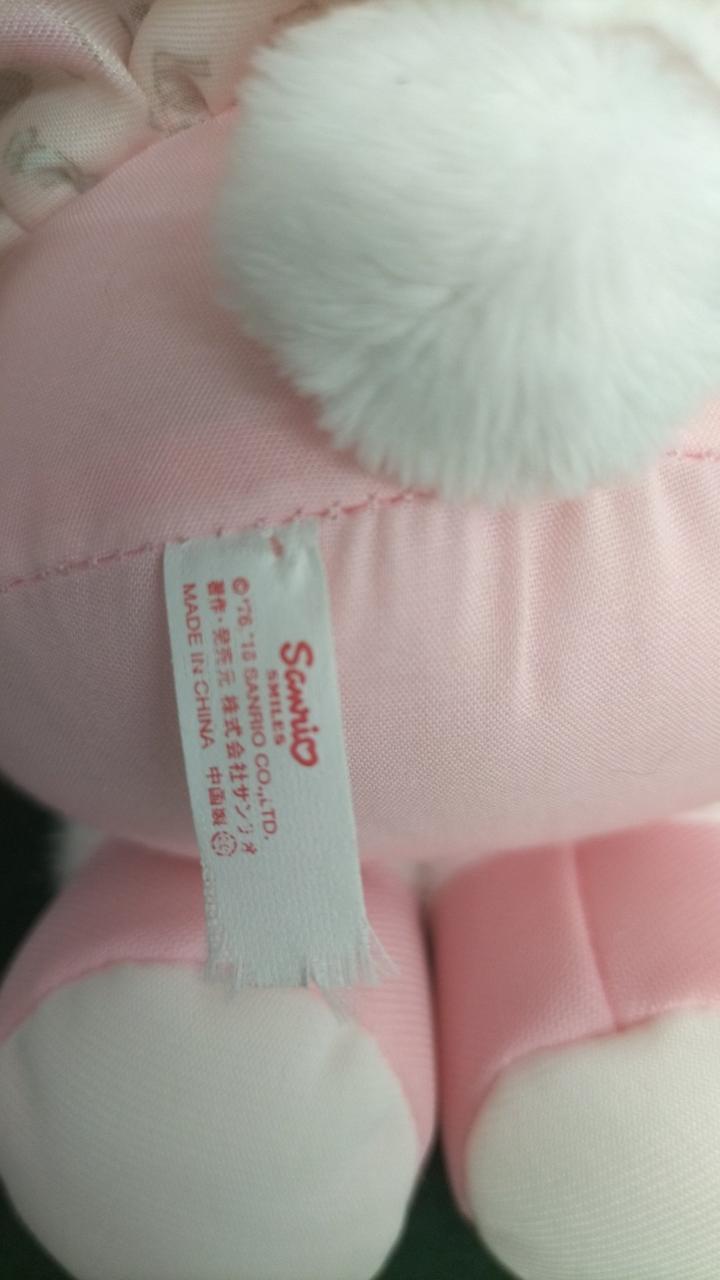 Sanrio
SMILES
© '76, '18 SANRIO CO., LTD.
著作・発売元 株式会社サンリオ
MADE IN CHINA 中国製